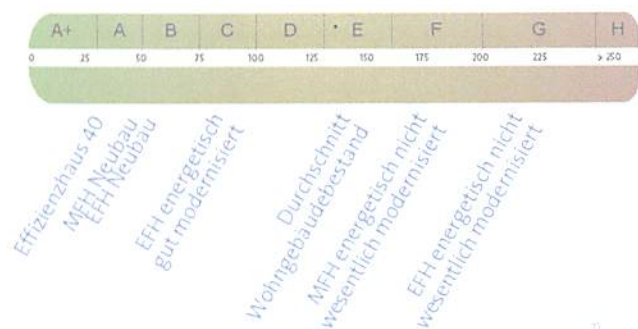 A+ A B C D E F G H
0 25 50 75 100 125 150 175 200 225 > 250
Effizienzhaus 40
MFH Neubau
EFH Neubau
EFH energetisch
gut modernisiert
Durchschnitt
Wohngebäudebestand
MFH energetisch nicht
wesentlich modernisiert
EFH energetisch nicht
wesentlich modernisiert